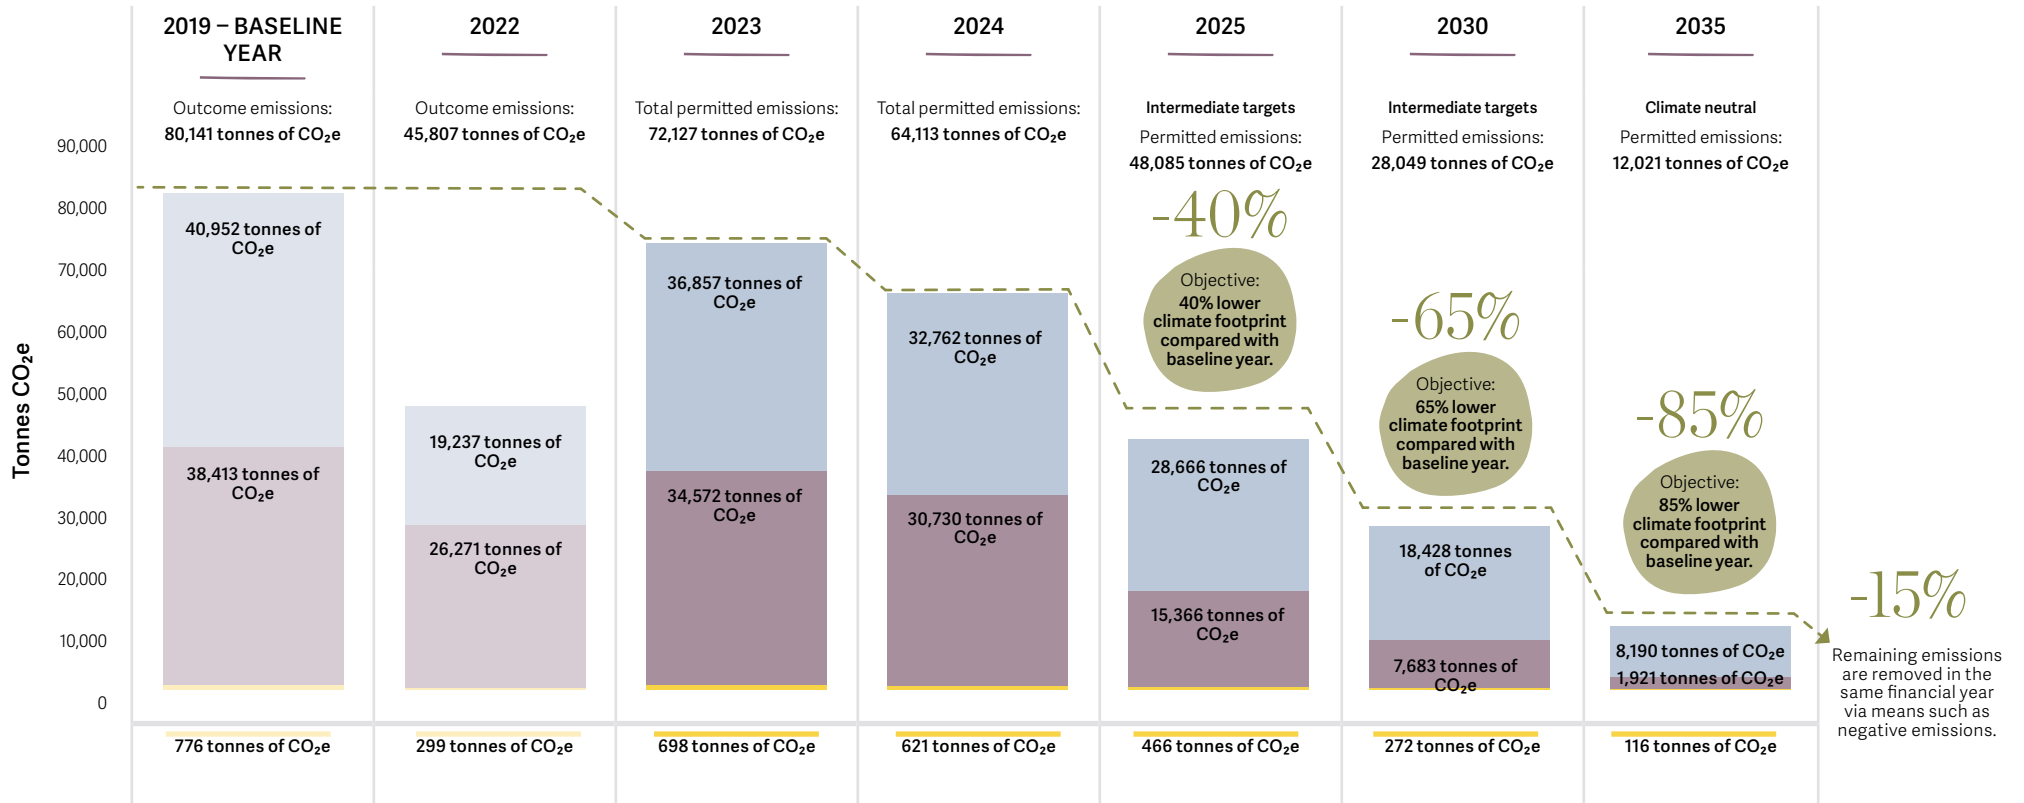 2019 – BASELINE
YEAR
Outcome emissions:
80,141 tonnes of CO₂e
2022
Outcome emissions:
45,807 tonnes of CO₂e
2023
Total permitted emissions:
72,127 tonnes of CO₂e
2024
Total permitted emissions:
64,113 tonnes of CO₂e
2025
Intermediate targets
Permitted emissions:
48,085 tonnes of CO₂e
2030
Intermediate targets
Permitted emissions:
28,049 tonnes of CO₂e
2035
Climate neutral
Permitted emissions:
12,021 tonnes of CO₂e
Tonnes CO₂e
90,000
80,000
70,000
60,000
50,000
40,000
30,000
20,000
10,000
0
40,952 tonnes of
CO₂e
38,413 tonnes of
CO₂e
776 tonnes of CO₂e
19,237 tonnes of
CO₂e
26,271 tonnes of
CO₂e
299 tonnes of CO₂e
36,857 tonnes of
CO₂e
34,572 tonnes of
CO₂e
698 tonnes of CO₂e
32,762 tonnes of
CO₂e
30,730 tonnes of
CO₂e
621 tonnes of CO₂e
-40%
Objective:
40% lower
climate footprint
compared with
baseline year.
28,666 tonnes of
CO₂e
15,366 tonnes of
CO₂e
466 tonnes of CO₂e
-65%
Objective:
65% lower
climate footprint
compared with
baseline year.
18,428 tonnes
of CO₂e
7,683 tonnes of
CO₂e
272 tonnes of CO₂e
-85%
Objective:
85% lower
climate footprint
compared with
baseline year.
8,190 tonnes of CO₂e
1,921 tonnes of CO₂e
116 tonnes of CO₂e
-15%
Remaining emissions
are removed in the
same financial year
via means such as
negative emissions.